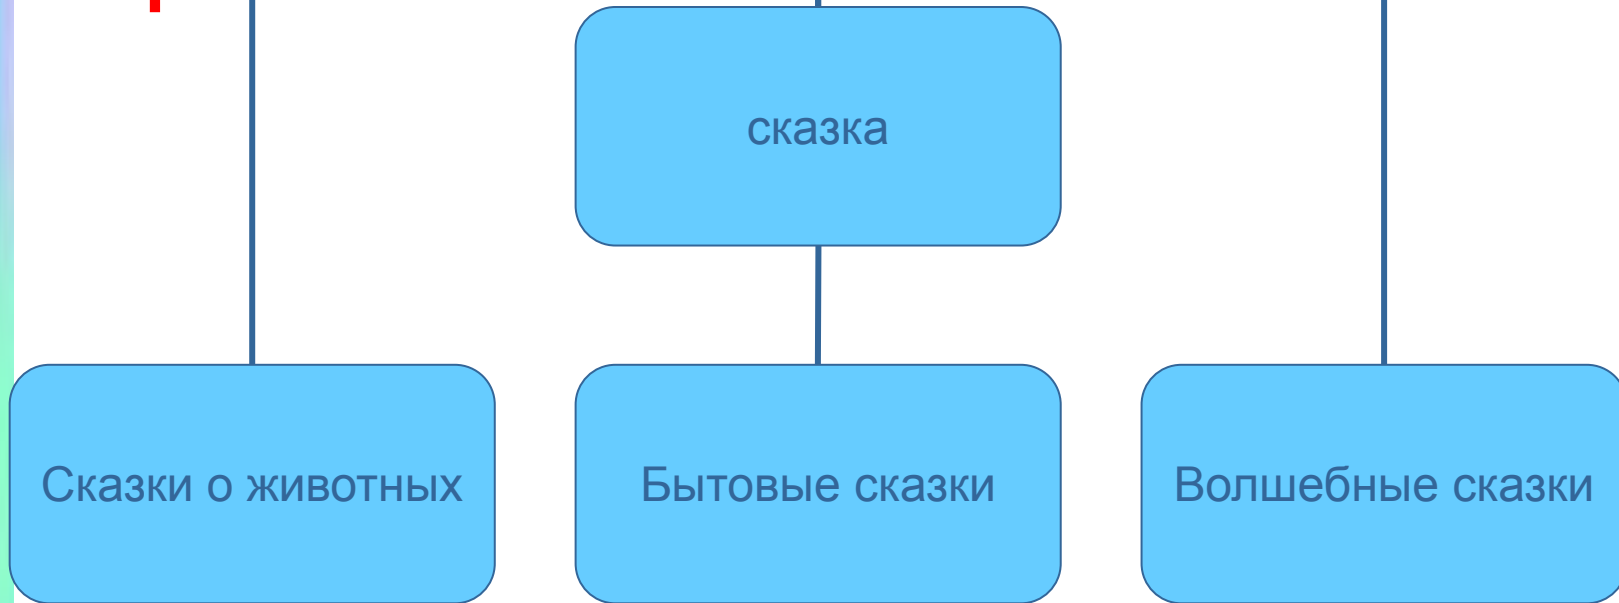 сказка
Сказки о животных
Бытовые сказки
Волшебные сказки